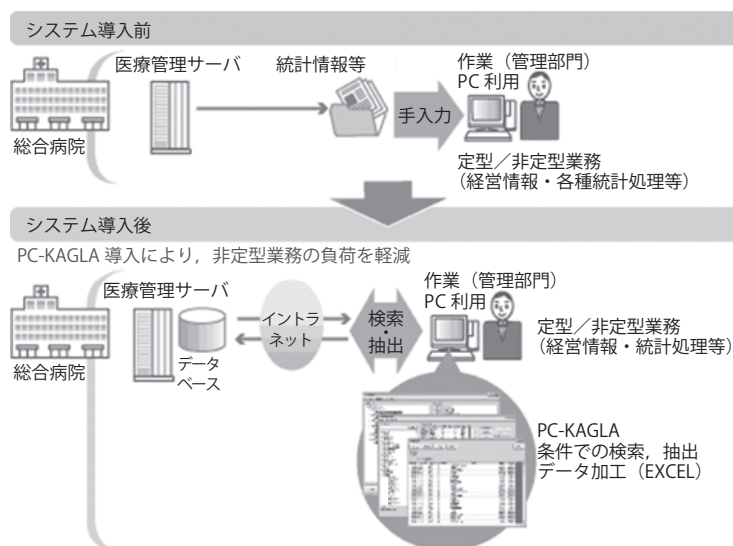 システム導入前
医療管理サーバ
統計情報等
作業（管理部門）
PC 利用
手入力
総合病院
定型／非定型業務
（経営情報・各種統計処理等）
システム導入後
PC-KAGLA 導入により，非定型業務の負荷を軽減
医療管理サーバ
作業（管理部門）
PC 利用
イントラ
ネット
検索
・
抽出
定型／非定型業務
（経営情報・統計処理等）
総合病院
データ
ベース
PC-KAGLA
条件での検索，抽出
データ加工（EXCEL）